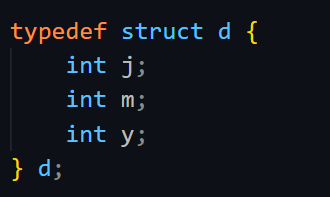 typedef struct d {
    int j;
    int m;
    int y;
} d;